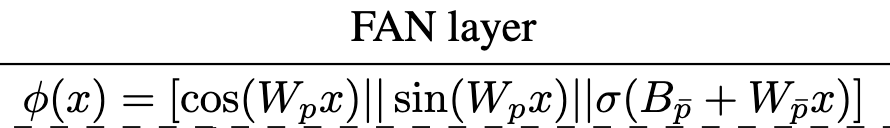 FAN layer
ϕ(x) = [cos(W_p x)|| sin(W_p x)||σ(B_p̄ + W_p̄ x)]